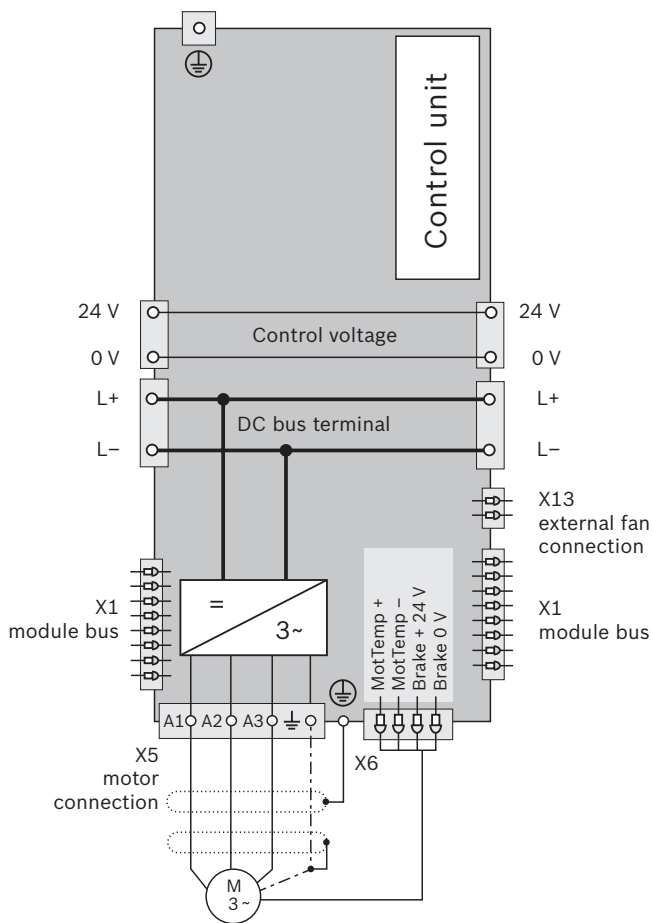 Control unit
24 V
24 V
Control voltage
0 V
0 V
L+
L+
DC bus terminal
L–
L–
X13
external fan
connection
X1
module bus
X1
module bus
=
3~
MotTemp +
MotTemp –
Brake + 24 V
Brake 0 V
A1
A2
A3
X5
motor
connection
X6
M
3~